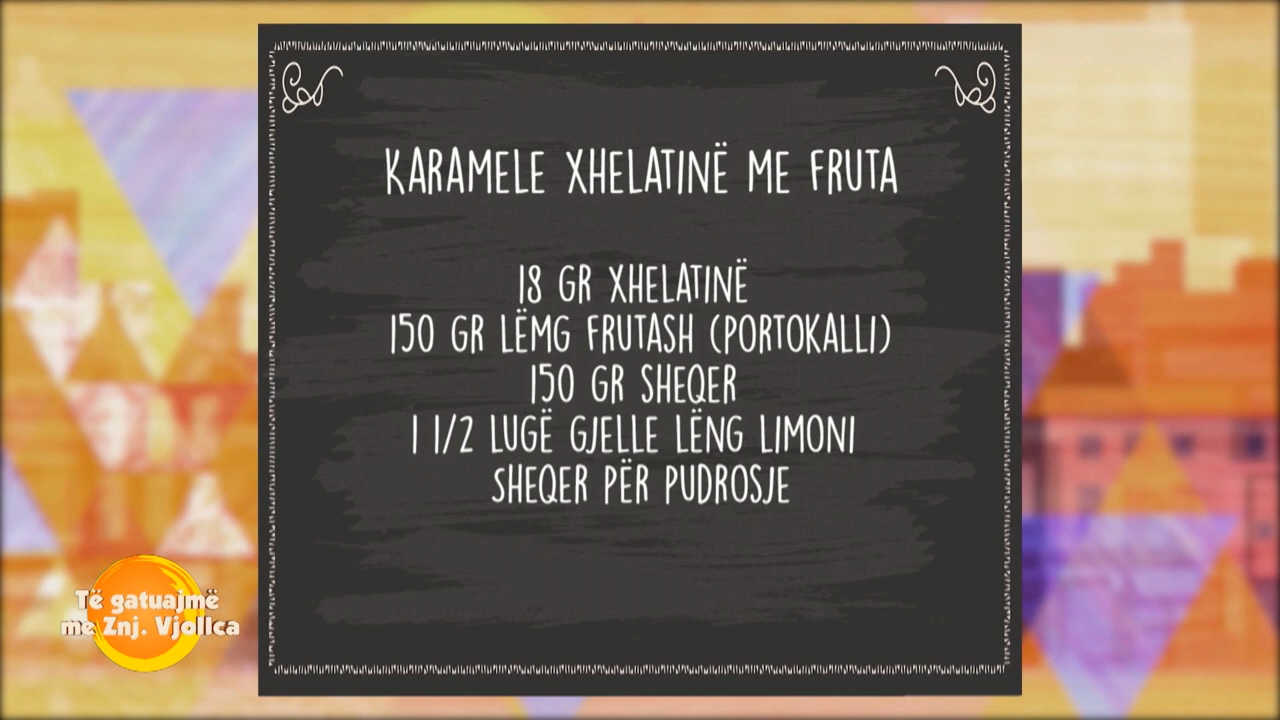 KARAMELE XHELATINË ME FRUTA
18 GR XHELATINË
150 GR LËMG FRUTASH (PORTOKALLI)
150 GR SHEQER
1 1/2 LUGË GJELLE LËNG LIMONI
SHEQER PËR PUDROSJE
Të gatuajmë
me Znj. Vjollca